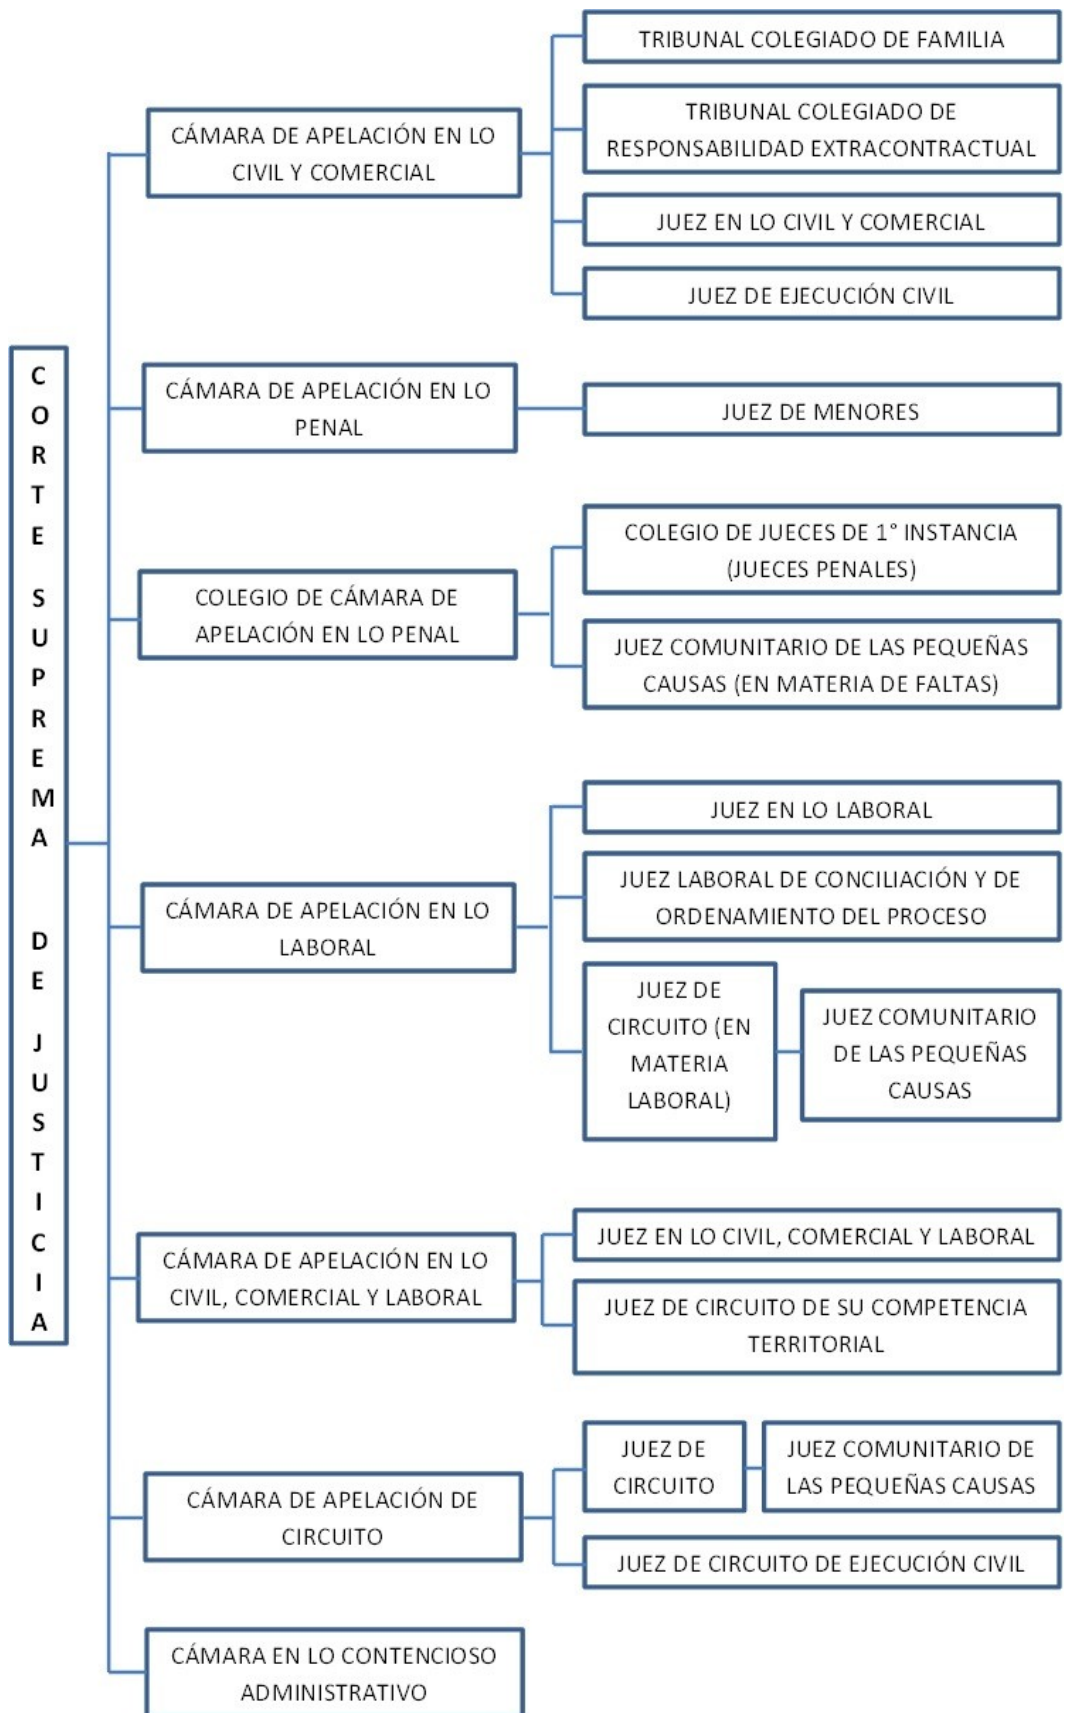 CORTE SUPREMA DE JUSTICIA
CÁMARA DE APELACIÓN EN LO
CIVIL Y COMERCIAL
TRIBUNAL COLEGIADO DE FAMILIA
TRIBUNAL COLEGIADO DE
RESPONSABILIDAD EXTRACONTRACTUAL
JUEZ EN LO CIVIL Y COMERCIAL
JUEZ DE EJECUCIÓN CIVIL
CÁMARA DE APELACIÓN EN LO
PENAL
JUEZ DE MENORES
COLEGIO DE CÁMARA DE
APELACIÓN EN LO PENAL
COLEGIO DE JUECES DE 1° INSTANCIA
(JUECES PENALES)
JUEZ COMUNITARIO DE LAS PEQUEÑAS
CAUSAS (EN MATERIA DE FALTAS)
CÁMARA DE APELACIÓN EN LO
LABORAL
JUEZ EN LO LABORAL
JUEZ LABORAL DE CONCILIACIÓN Y DE
ORDENAMIENTO DEL PROCESO
JUEZ DE
CIRCUITO (EN
MATERIA
LABORAL)
JUEZ COMUNITARIO
DE LAS PEQUEÑAS
CAUSAS
CÁMARA DE APELACIÓN EN LO
CIVIL, COMERCIAL Y LABORAL
JUEZ EN LO CIVIL, COMERCIAL Y LABORAL
JUEZ DE CIRCUITO DE SU COMPETENCIA
TERRITORIAL
CÁMARA DE APELACIÓN DE
CIRCUITO
JUEZ DE
CIRCUITO
JUEZ COMUNITARIO DE
LAS PEQUEÑAS CAUSAS
JUEZ DE CIRCUITO DE EJECUCIÓN CIVIL
CÁMARA EN LO CONTENCIOSO
ADMINISTRATIVO